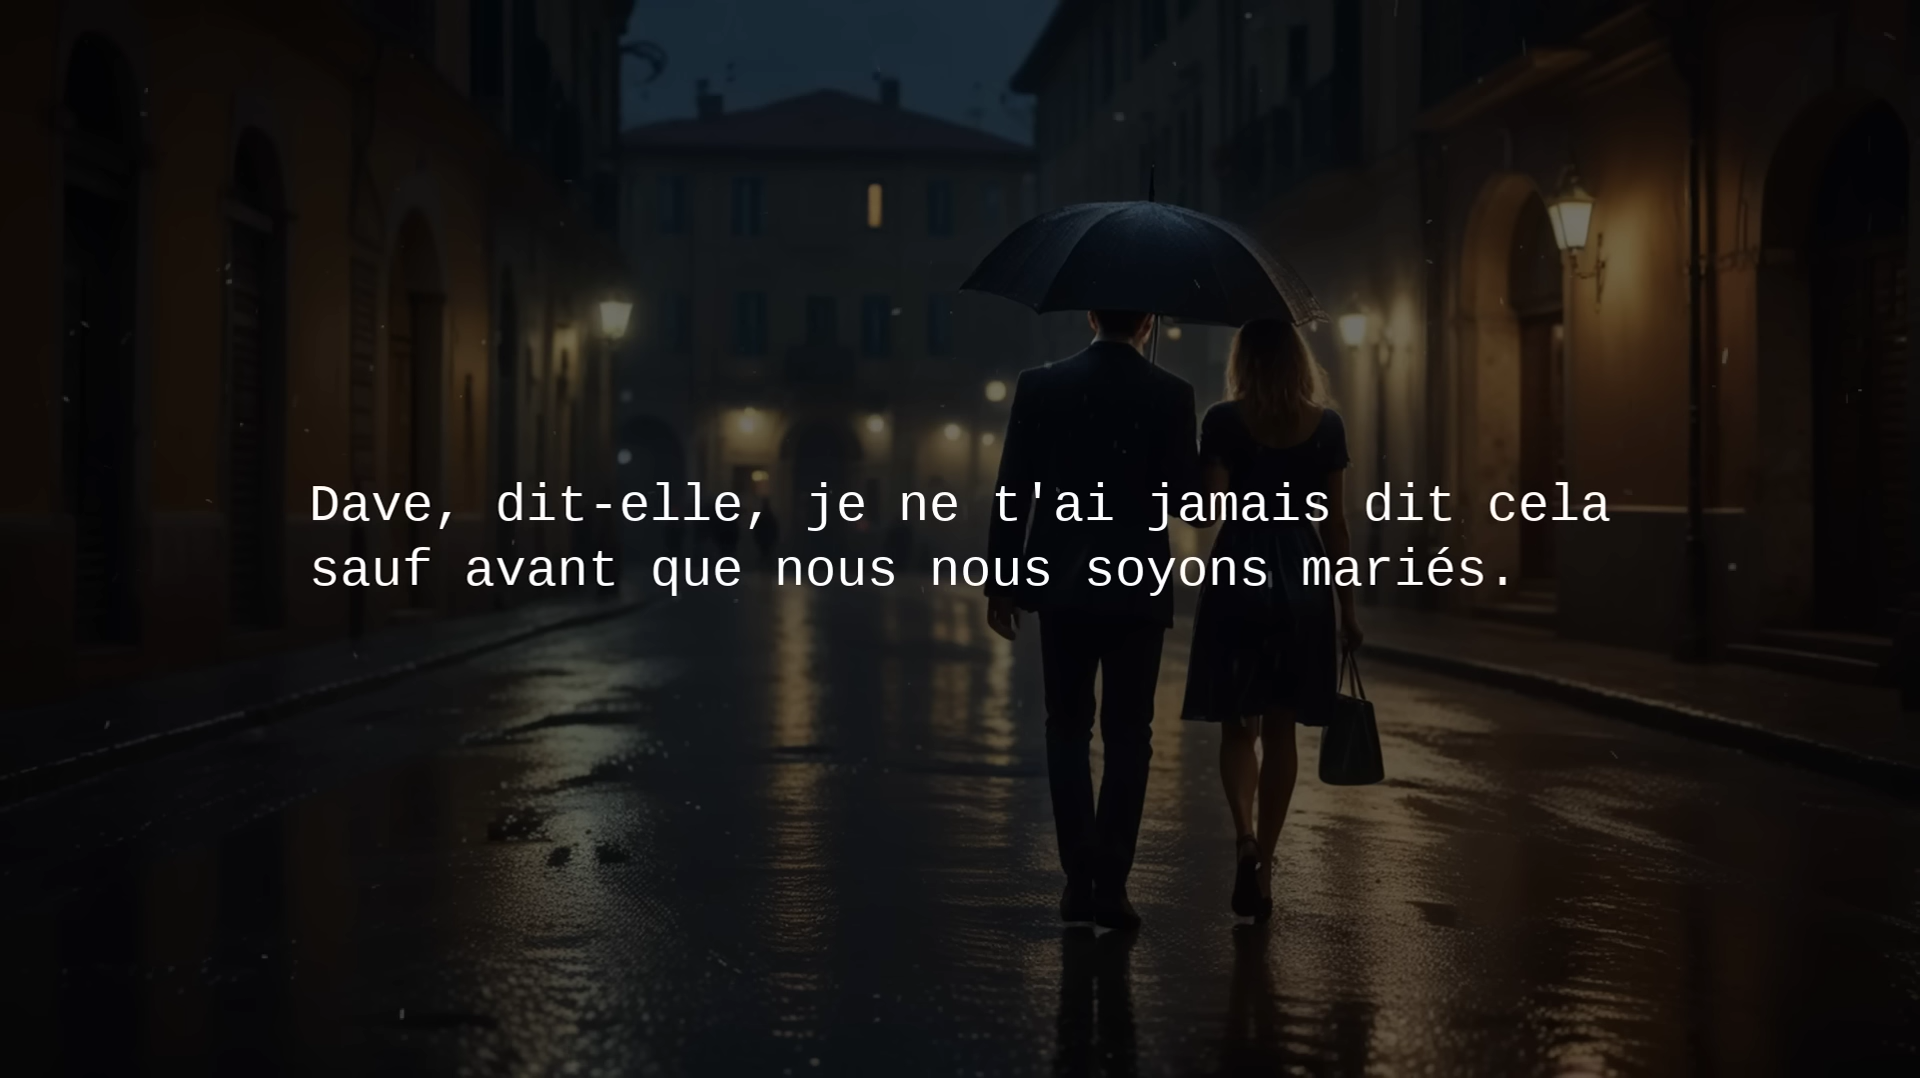 Dave, dit-elle, je ne t'ai jamais dit cela
sauf avant que nous nous soyons mariés.